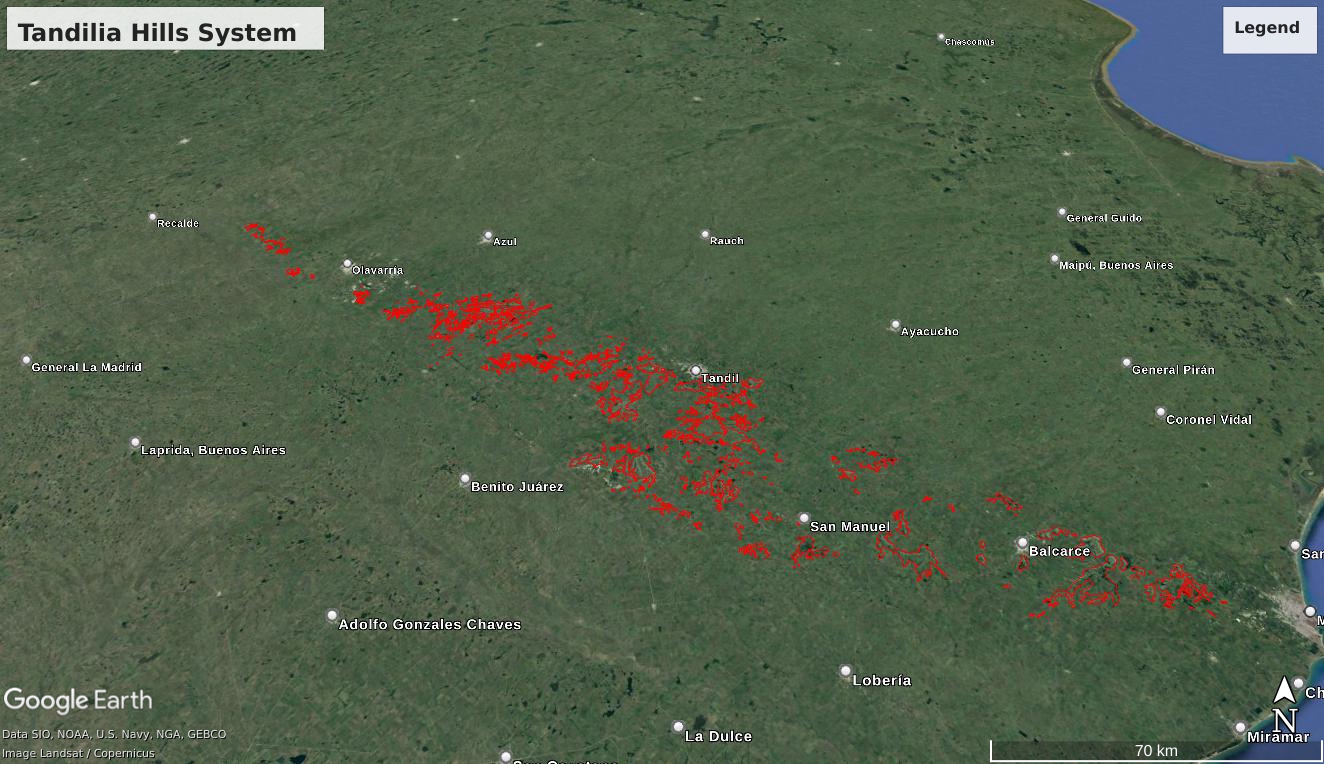 Tandilia Hills System
Legend
Chascomús
Recalde
General Guido
Azul
Rauch
Olavarría
Maipú, Buenos Aires
Ayacucho
General La Madrid
General Pirán
Tandil
Coronel Vidal
Laprida, Buenos Aires
Benito Juárez
San Manuel
Balcarce
San
Adolfo Gonzales Chaves
M
Lobería
Ch
Google Earth
N
Data SIO, NOAA, U.S. Navy, NGA, GEBCO
La Dulce
Miramar
Image Landsat / Copernicus
70 km